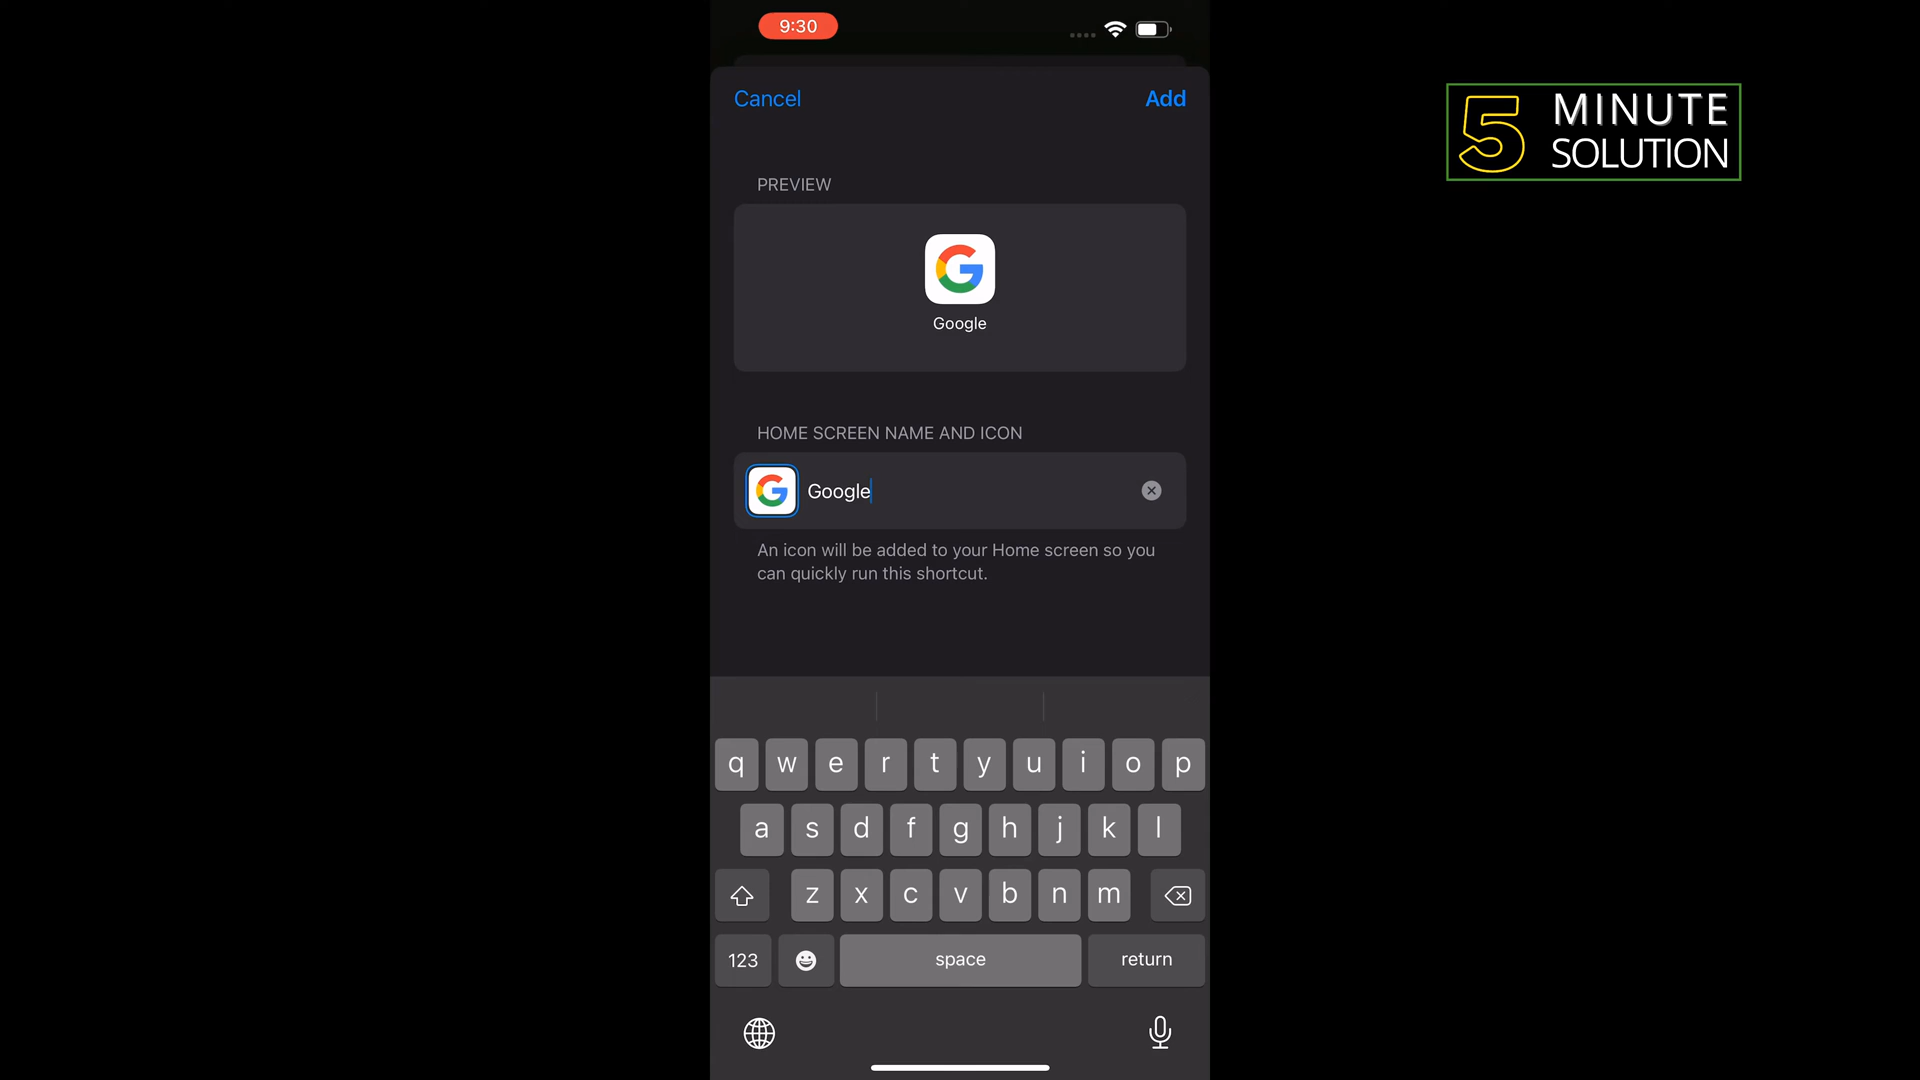 9:30
Cancel
Add
5 MINUTE
SOLUTION
PREVIEW
Google
HOME SCREEN NAME AND ICON
Google
An icon will be added to your Home screen so you
can quickly run this shortcut.
q w e r t y u i o p
a s d f g h j k l
z x c v b n m
123 space return